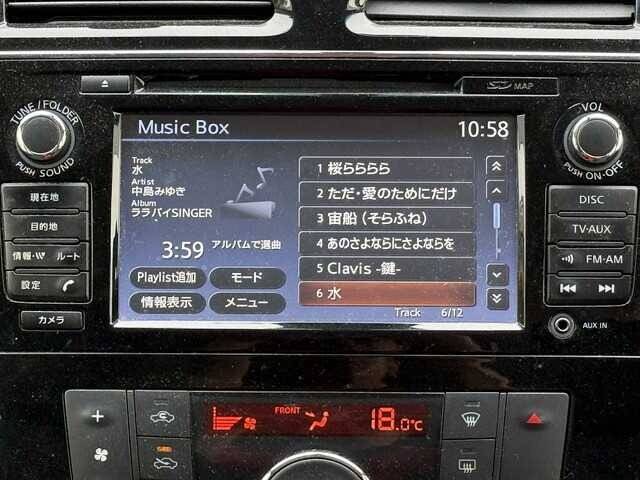 SD MAP
TUNE/FOLDER
PUSH SOUND
VOL
PUSH ON·OFF
Music Box
10:58
Track
水
Artist
中島みゆき
Album
ララバイSINGER
3:59
アルバムで選曲
Playlist追加
モード
情報表示
メニュー
1 桜らららら
2 ただ・愛のためにだけ
3 宙船 (そらふね)
4 あのさよならにさよならを
5 Clavis -鍵-
6 水
Track 6/12
現在地
目的地
情報・VV ルート
設定
カメラ
DISC
TV-AUX
FM-AM
AUX IN
FRONT
18.0℃